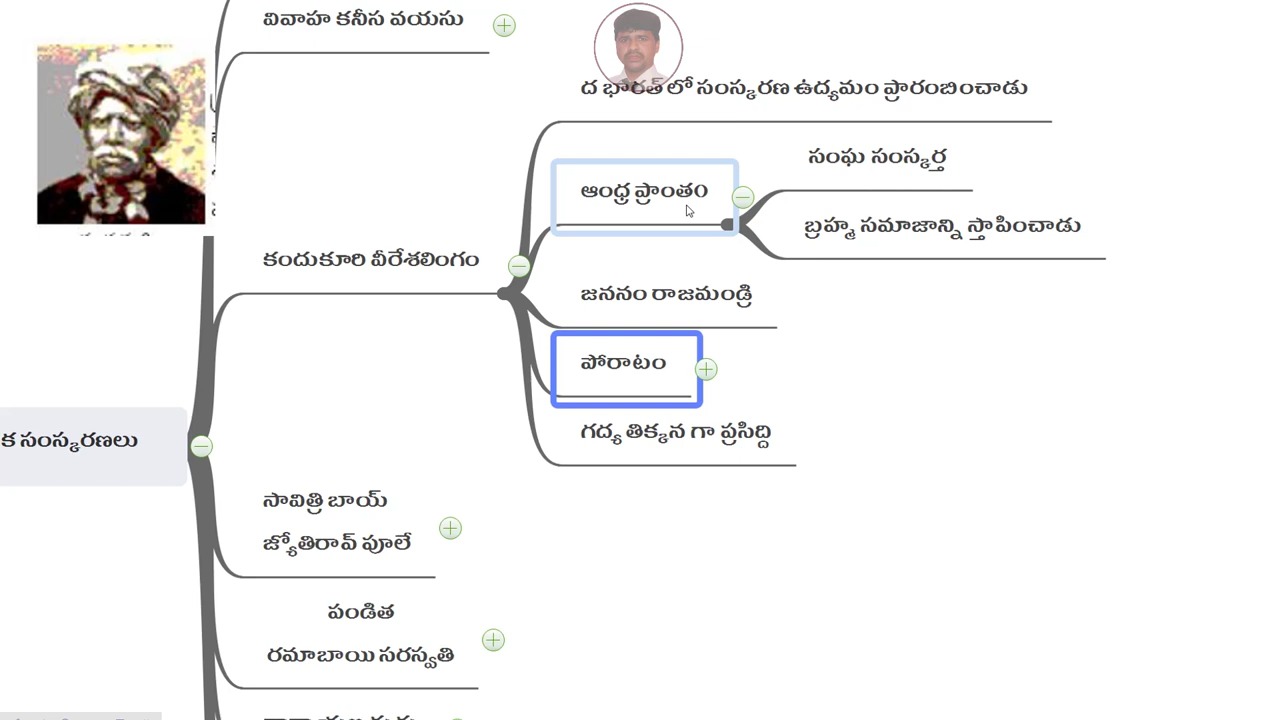 వివాహ కనీస వయసు
ద భారత్ లో సంస్కరణ ఉద్యమం ప్రారంబించాడు
సంఘ సంస్కర్త
ఆంధ్ర ప్రాంతం
బ్రహ్మ సమాజాన్ని స్తాపించాడు
కందుకూరి వీరేశలింగం
జననం రాజమండ్రి
పోరాటం
గద్య తిక్కన గా ప్రసిద్ది
క సంస్కరణలు
సావిత్రి బాయ్
జ్యోతిరావ్ పూలే
పండిత
రమాబాయి సరస్వతి